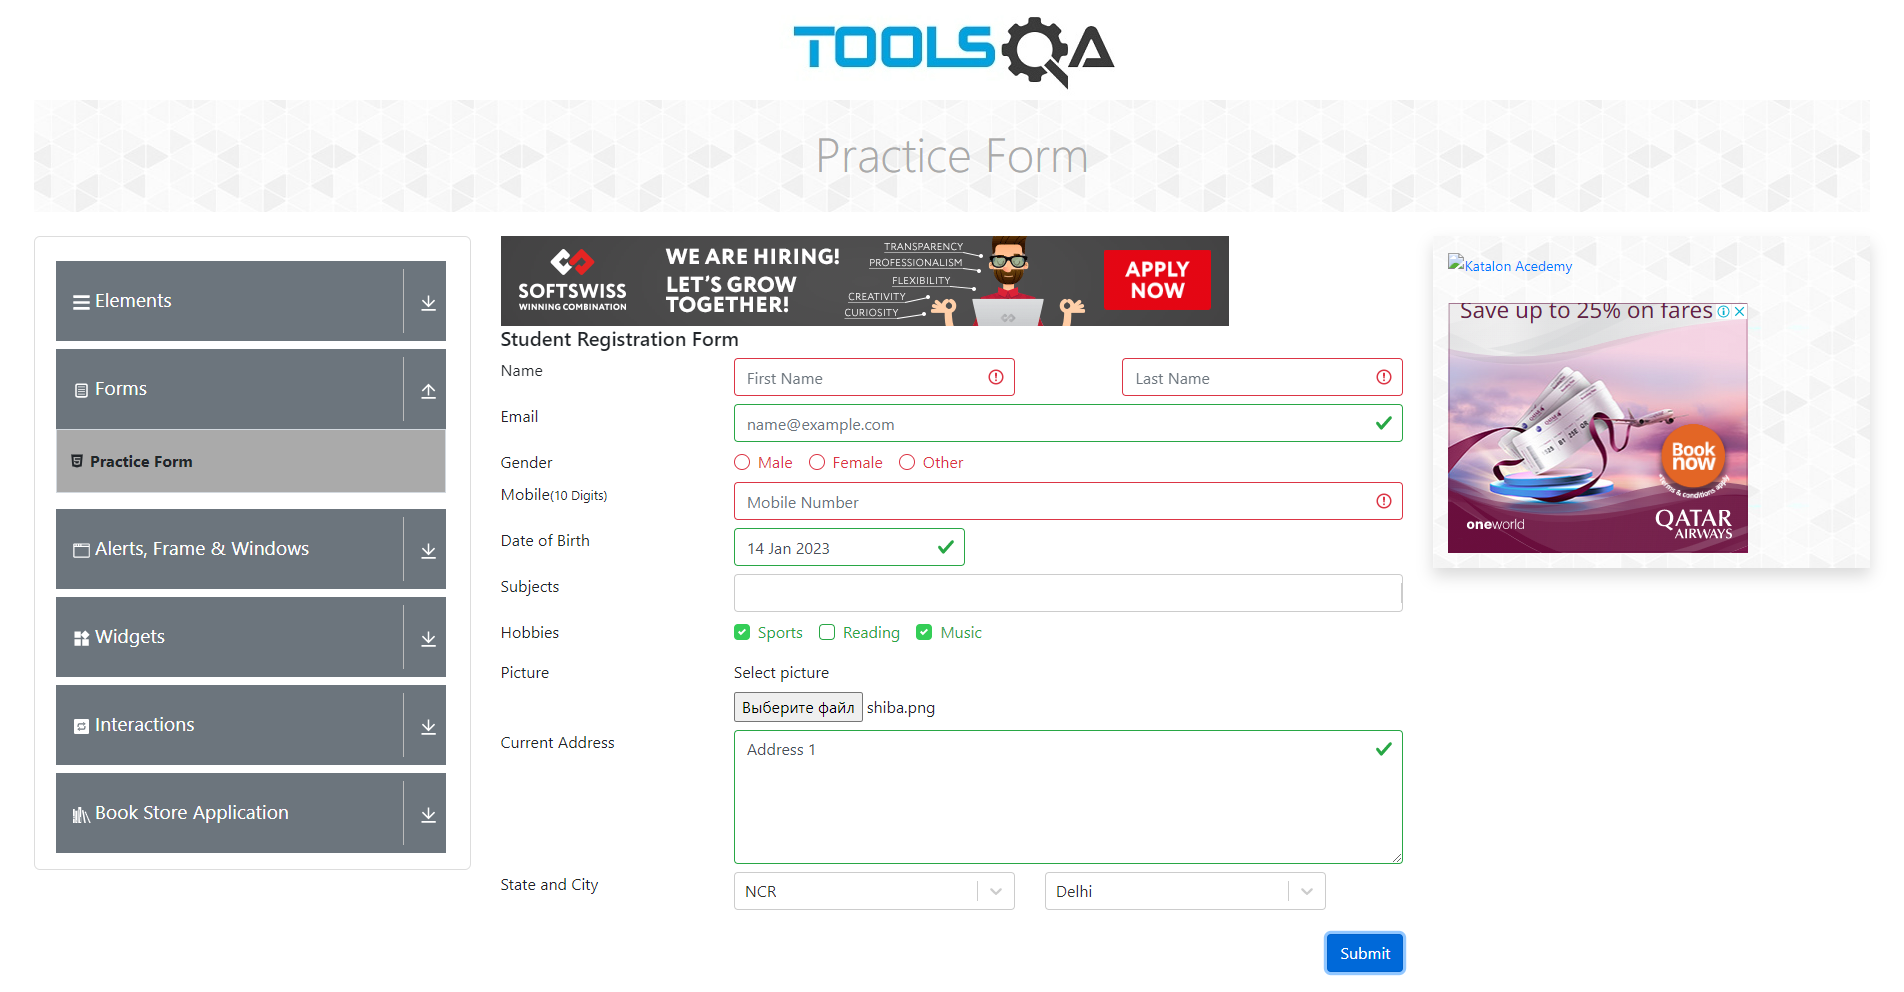 TOOLSQA
Practice Form
Elements
Forms
Practice Form
Alerts, Frame & Windows
Widgets
Interactions
Book Store Application
SOFTSWISS
WINNING COMBINATION
WE ARE HIRING!
LET'S GROW
TOGETHER!
TRANSPARENCY
PROFESSIONALISM
FLEXIBILITY
CREATIVITY
CURIOSITY
APPLY
NOW
Student Registration Form
Name First Name Last Name
Email name@example.com
Gender Male Female Other
Mobile(10 Digits) Mobile Number
Date of Birth 14 Jan 2023
Subjects
Hobbies Sports Reading Music
Picture Select picture
Выберите файл shiba.png
Current Address Address 1
State and City NCR Delhi
Submit
Katalon Acedemy
Save up to 25% on fares
Book
now
*terms & conditions apply
oneworld
QATAR
AIRWAYS